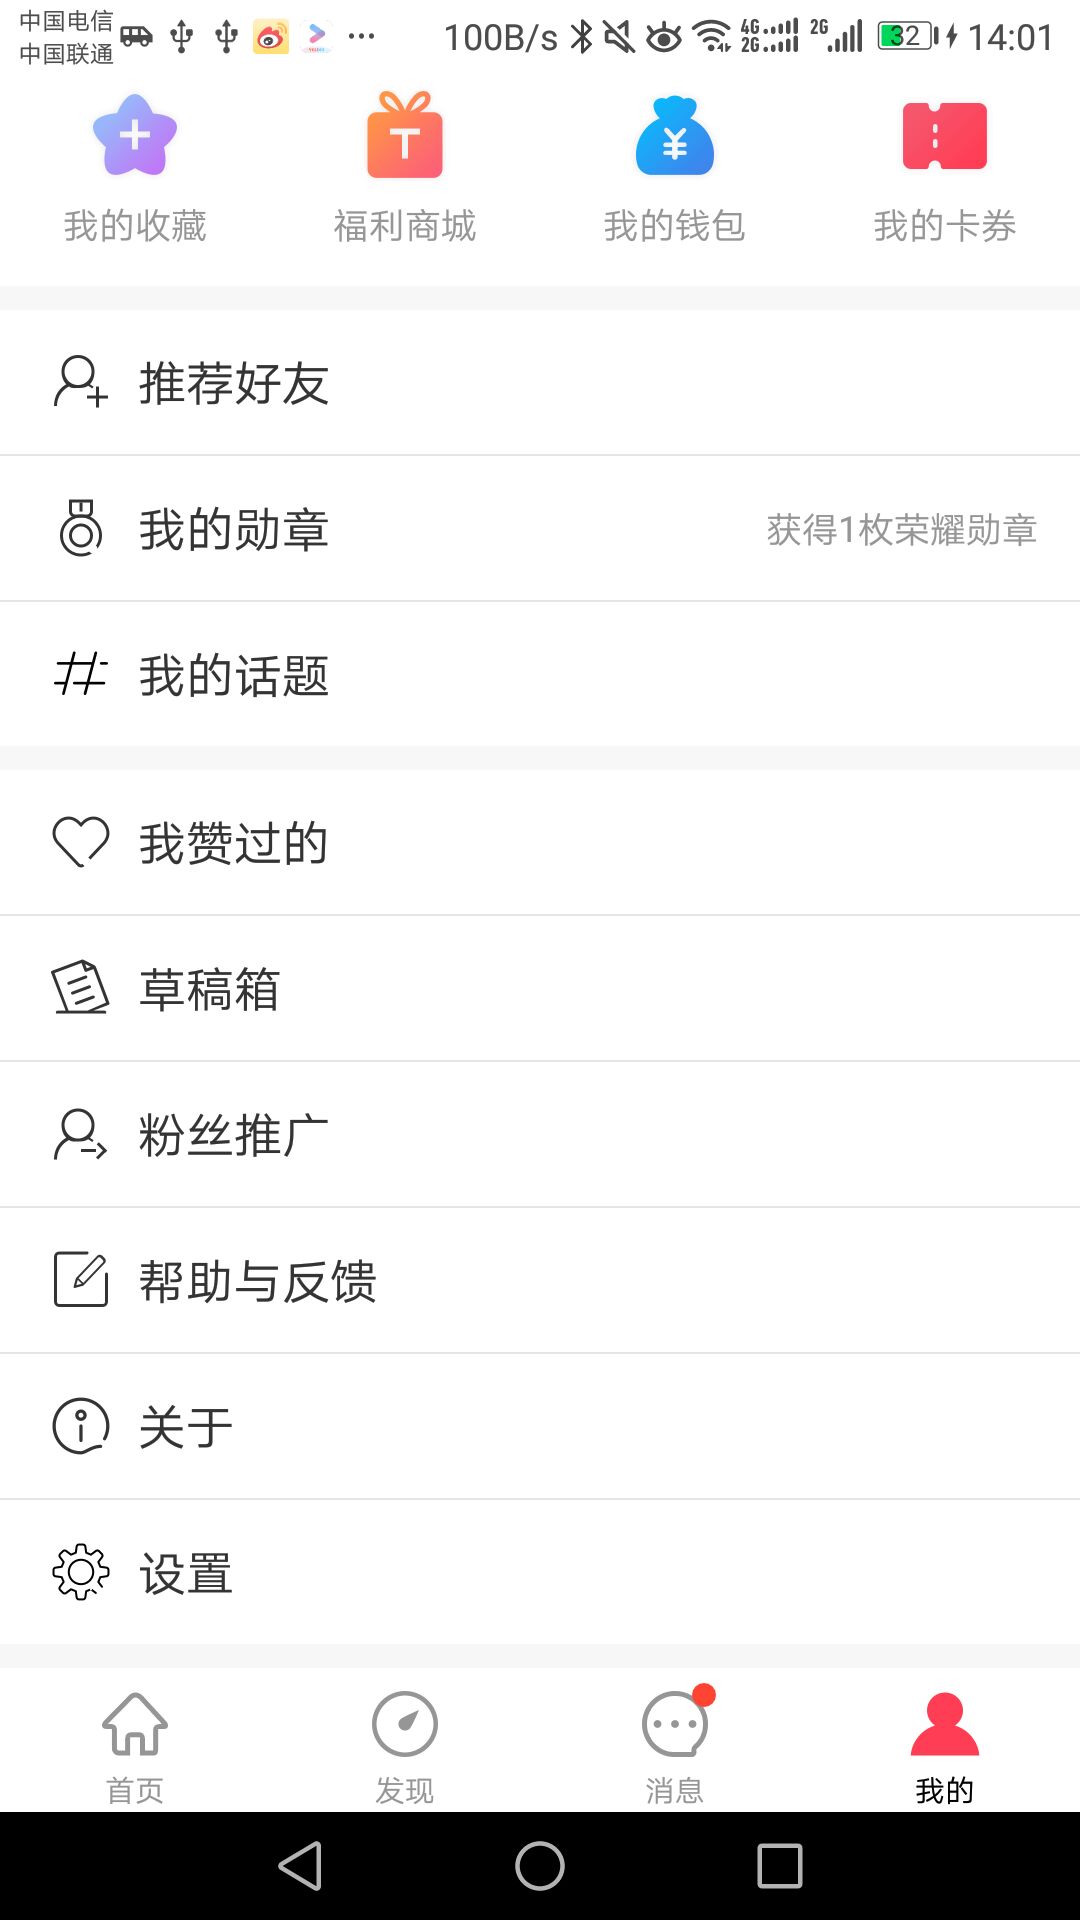 中国电信
中国联通
100B/s 4G 2G 2G 32 14:01
我的收藏 福利商城 我的钱包 我的卡券
推荐好友
我的勋章 获得1枚荣耀勋章
我的话题
我赞过的
草稿箱
粉丝推广
帮助与反馈
关于
设置
首页 发现 消息 我的